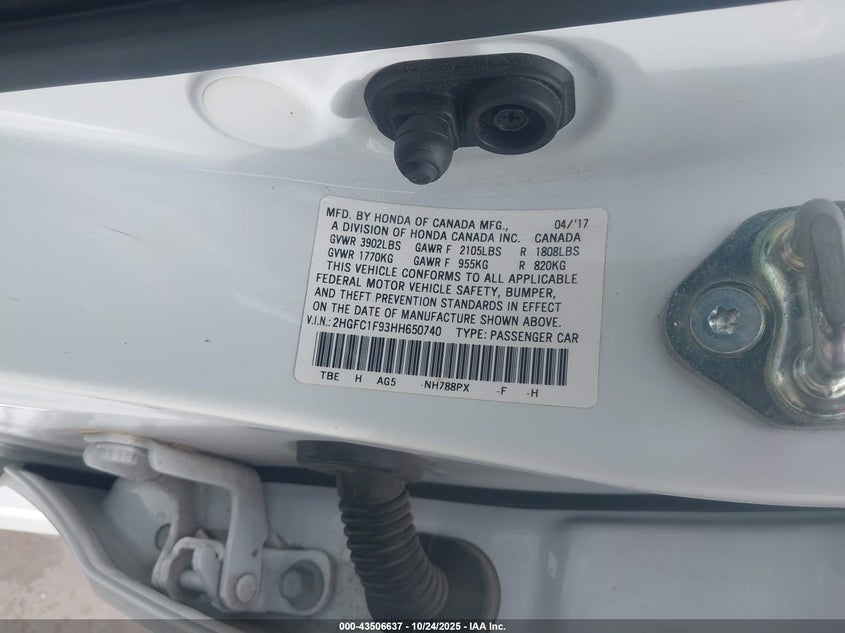 MFD. BY HONDA OF CANADA MFG., 04/'17
A DIVISION OF HONDA CANADA INC. CANADA
GVWR 3902LBS GAWR F 2105LBS R 1808LBS
GVWR 1770KG GAWR F 955KG R 820KG
THIS VEHICLE CONFORMS TO ALL APPLICABLE
FEDERAL MOTOR VEHICLE SAFETY, BUMPER,
AND THEFT PREVENTION STANDARDS IN EFFECT
ON THE DATE OF MANUFACTURE SHOWN ABOVE.
V.I.N.: 2HGFC1F93HH650740 TYPE: PASSENGER CAR
TBE H AG5 -NH788PX -F -H
000-43506637 - 10/24/2025 - IAA Inc.